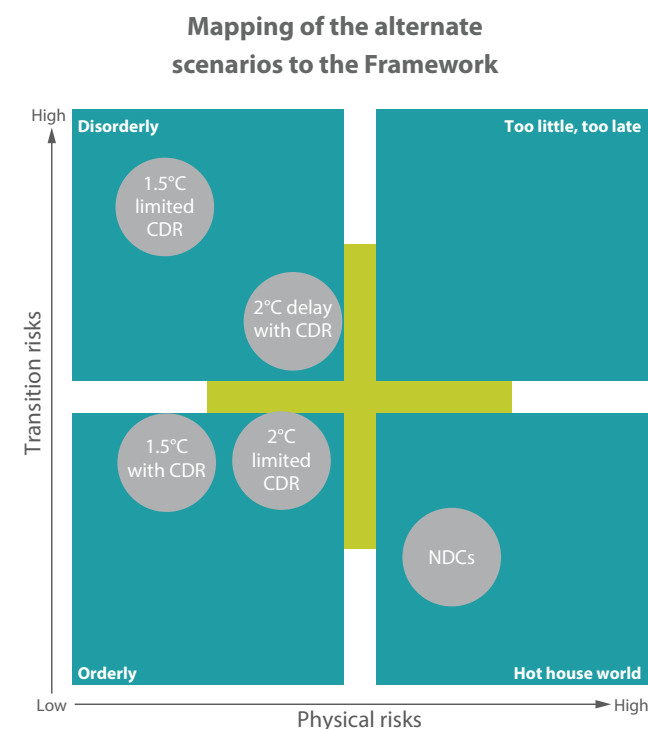 Mapping of the alternate
scenarios to the Framework
High
Disorderly
Too little, too late
1.5°C
limited
CDR
2°C delay
with CDR
Transition risks
1.5°C
with CDR
2°C
limited
CDR
NDCs
Orderly
Hot house world
Low
High
Physical risks